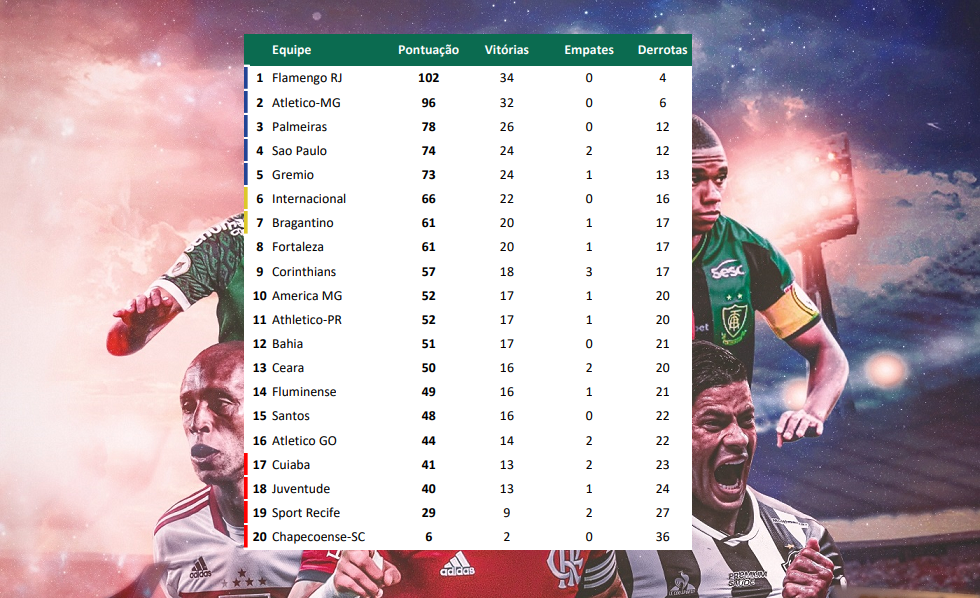 Equipe Pontuação Vitórias Empates Derrotas
1 Flamengo RJ 102 34 0 4
2 Atletico-MG 96 32 0 6
3 Palmeiras 78 26 0 12
4 Sao Paulo 74 24 2 12
5 Gremio 73 24 1 13
6 Internacional 66 22 0 16
7 Bragantino 61 20 1 17
8 Fortaleza 61 20 1 17
9 Corinthians 57 18 3 17
10 America MG 52 17 1 20
11 Athletico-PR 52 17 1 20
12 Bahia 51 17 0 21
13 Ceara 50 16 2 20
14 Fluminense 49 16 1 21
15 Santos 48 16 0 22
16 Atletico GO 44 14 2 22
17 Cuiaba 41 13 2 23
18 Juventude 40 13 1 24
19 Sport Recife 29 9 2 27
20 Chapecoense-SC 6 2 0 36
sesc
adidas
adidas